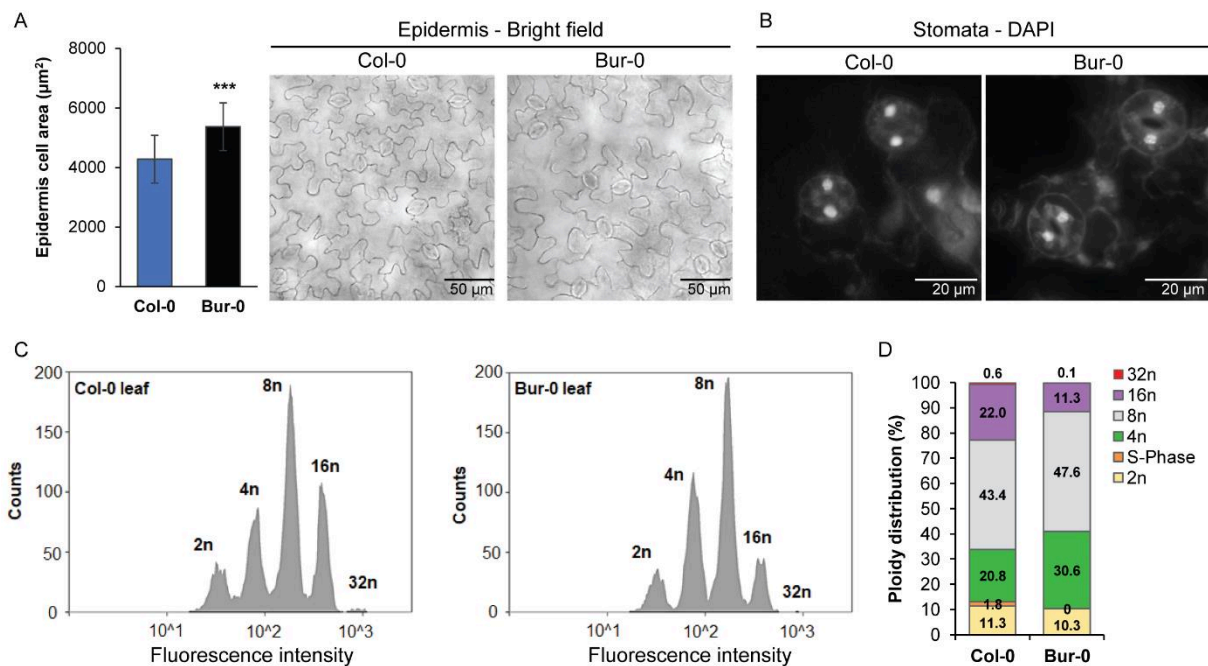 A
Epidermis cell area (µm²)
8000
6000
4000
2000
0
***
Col-0
Bur-0
Epidermis - Bright field
Col-0
Bur-0
50 µm
50 µm
B
Stomata - DAPI
Col-0
Bur-0
20 µm
20 µm
C
Counts
200
150
100
50
0
Col-0 leaf
2n
4n
8n
16n
32n
10^1
10^2
10^3
Fluorescence intensity
Counts
200
150
100
50
0
Bur-0 leaf
2n
4n
8n
16n
32n
10^1
10^2
10^3
Fluorescence intensity
D
Ploidy distribution (%)
100
90
80
70
60
50
40
30
20
10
0
0.6
22.0
43.4
20.8
1.8
11.3
Col-0
0.1
11.3
47.6
30.6
0
10.3
Bur-0
32n
16n
8n
4n
S-Phase
2n